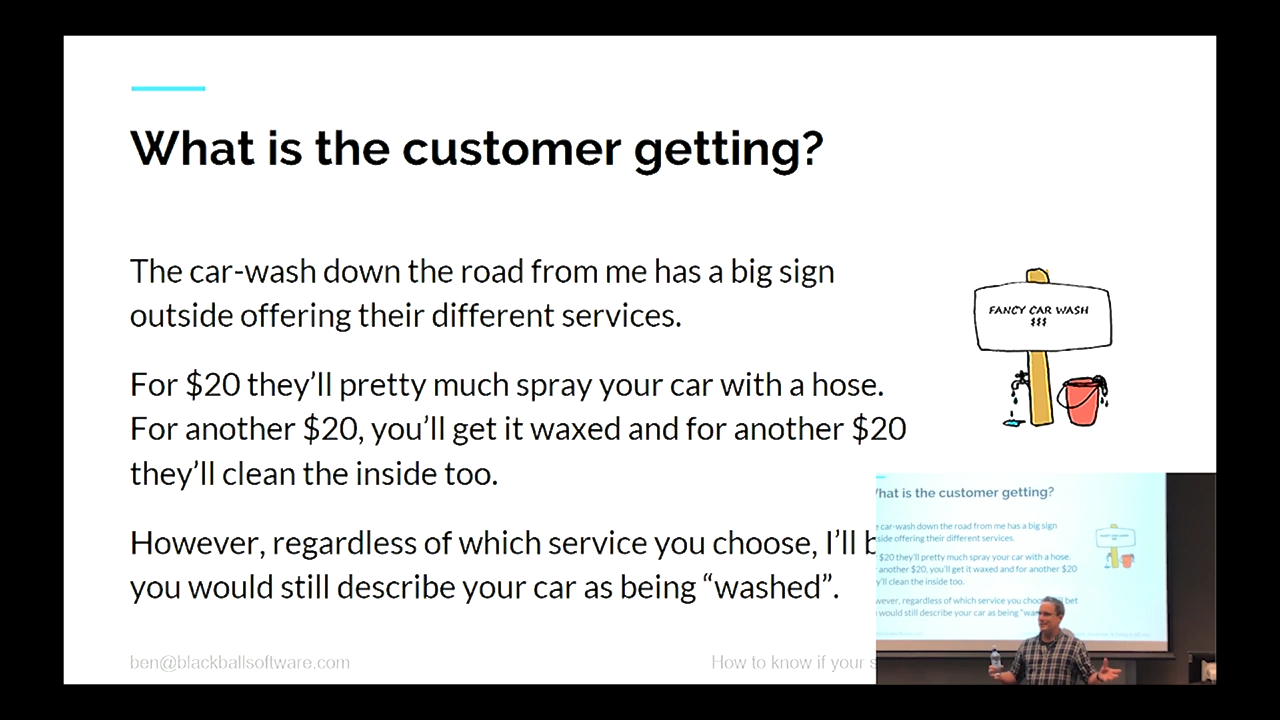 What is the customer getting?
The car-wash down the road from me has a big sign
outside offering their different services.
FANCY CAR WASH
$$$
For $20 they’ll pretty much spray your car with a hose.
For another $20, you’ll get it waxed and for another $20
they’ll clean the inside too.
However, regardless of which service you choose, I’ll
you would still describe your car as being “washed”.
ben@blackballsoftware.com
How to know if your
hat is the customer getting?
car-wash down the road from me has a big sign
side offering their different services.
$20 they’ll pretty much spray your car with a hose.
another $20, you’ll get it waxed and for another $20
y’ll clean the inside too.
wever, regardless of which service you bet
would still describe your car as being